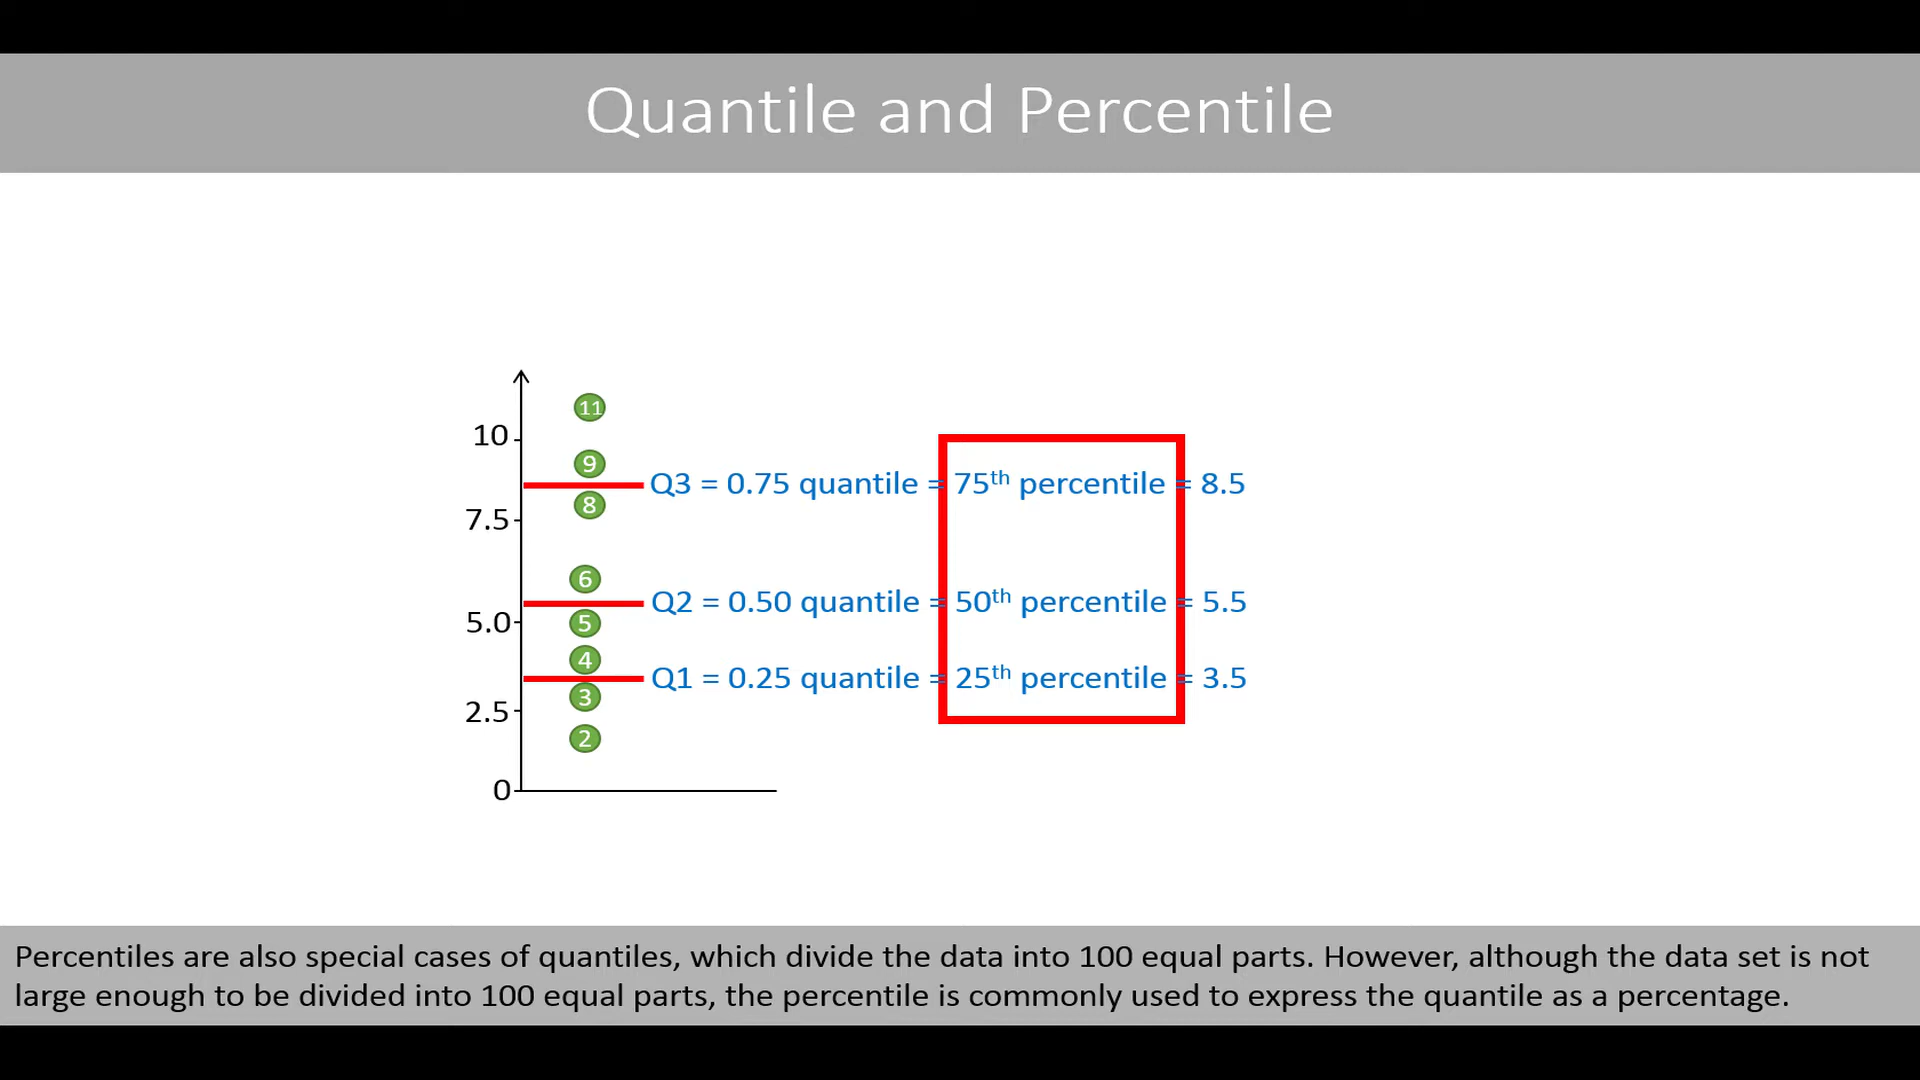 Quantile and Percentile
11
10
9
Q3 = 0.75 quantile = 75th percentile = 8.5
8
7.5
6
Q2 = 0.50 quantile = 50th percentile = 5.5
5.0
5
4
Q1 = 0.25 quantile = 25th percentile = 3.5
3
2.5
2
0
Percentiles are also special cases of quantiles, which divide the data into 100 equal parts. However, although the data set is not
large enough to be divided into 100 equal parts, the percentile is commonly used to express the quantile as a percentage.